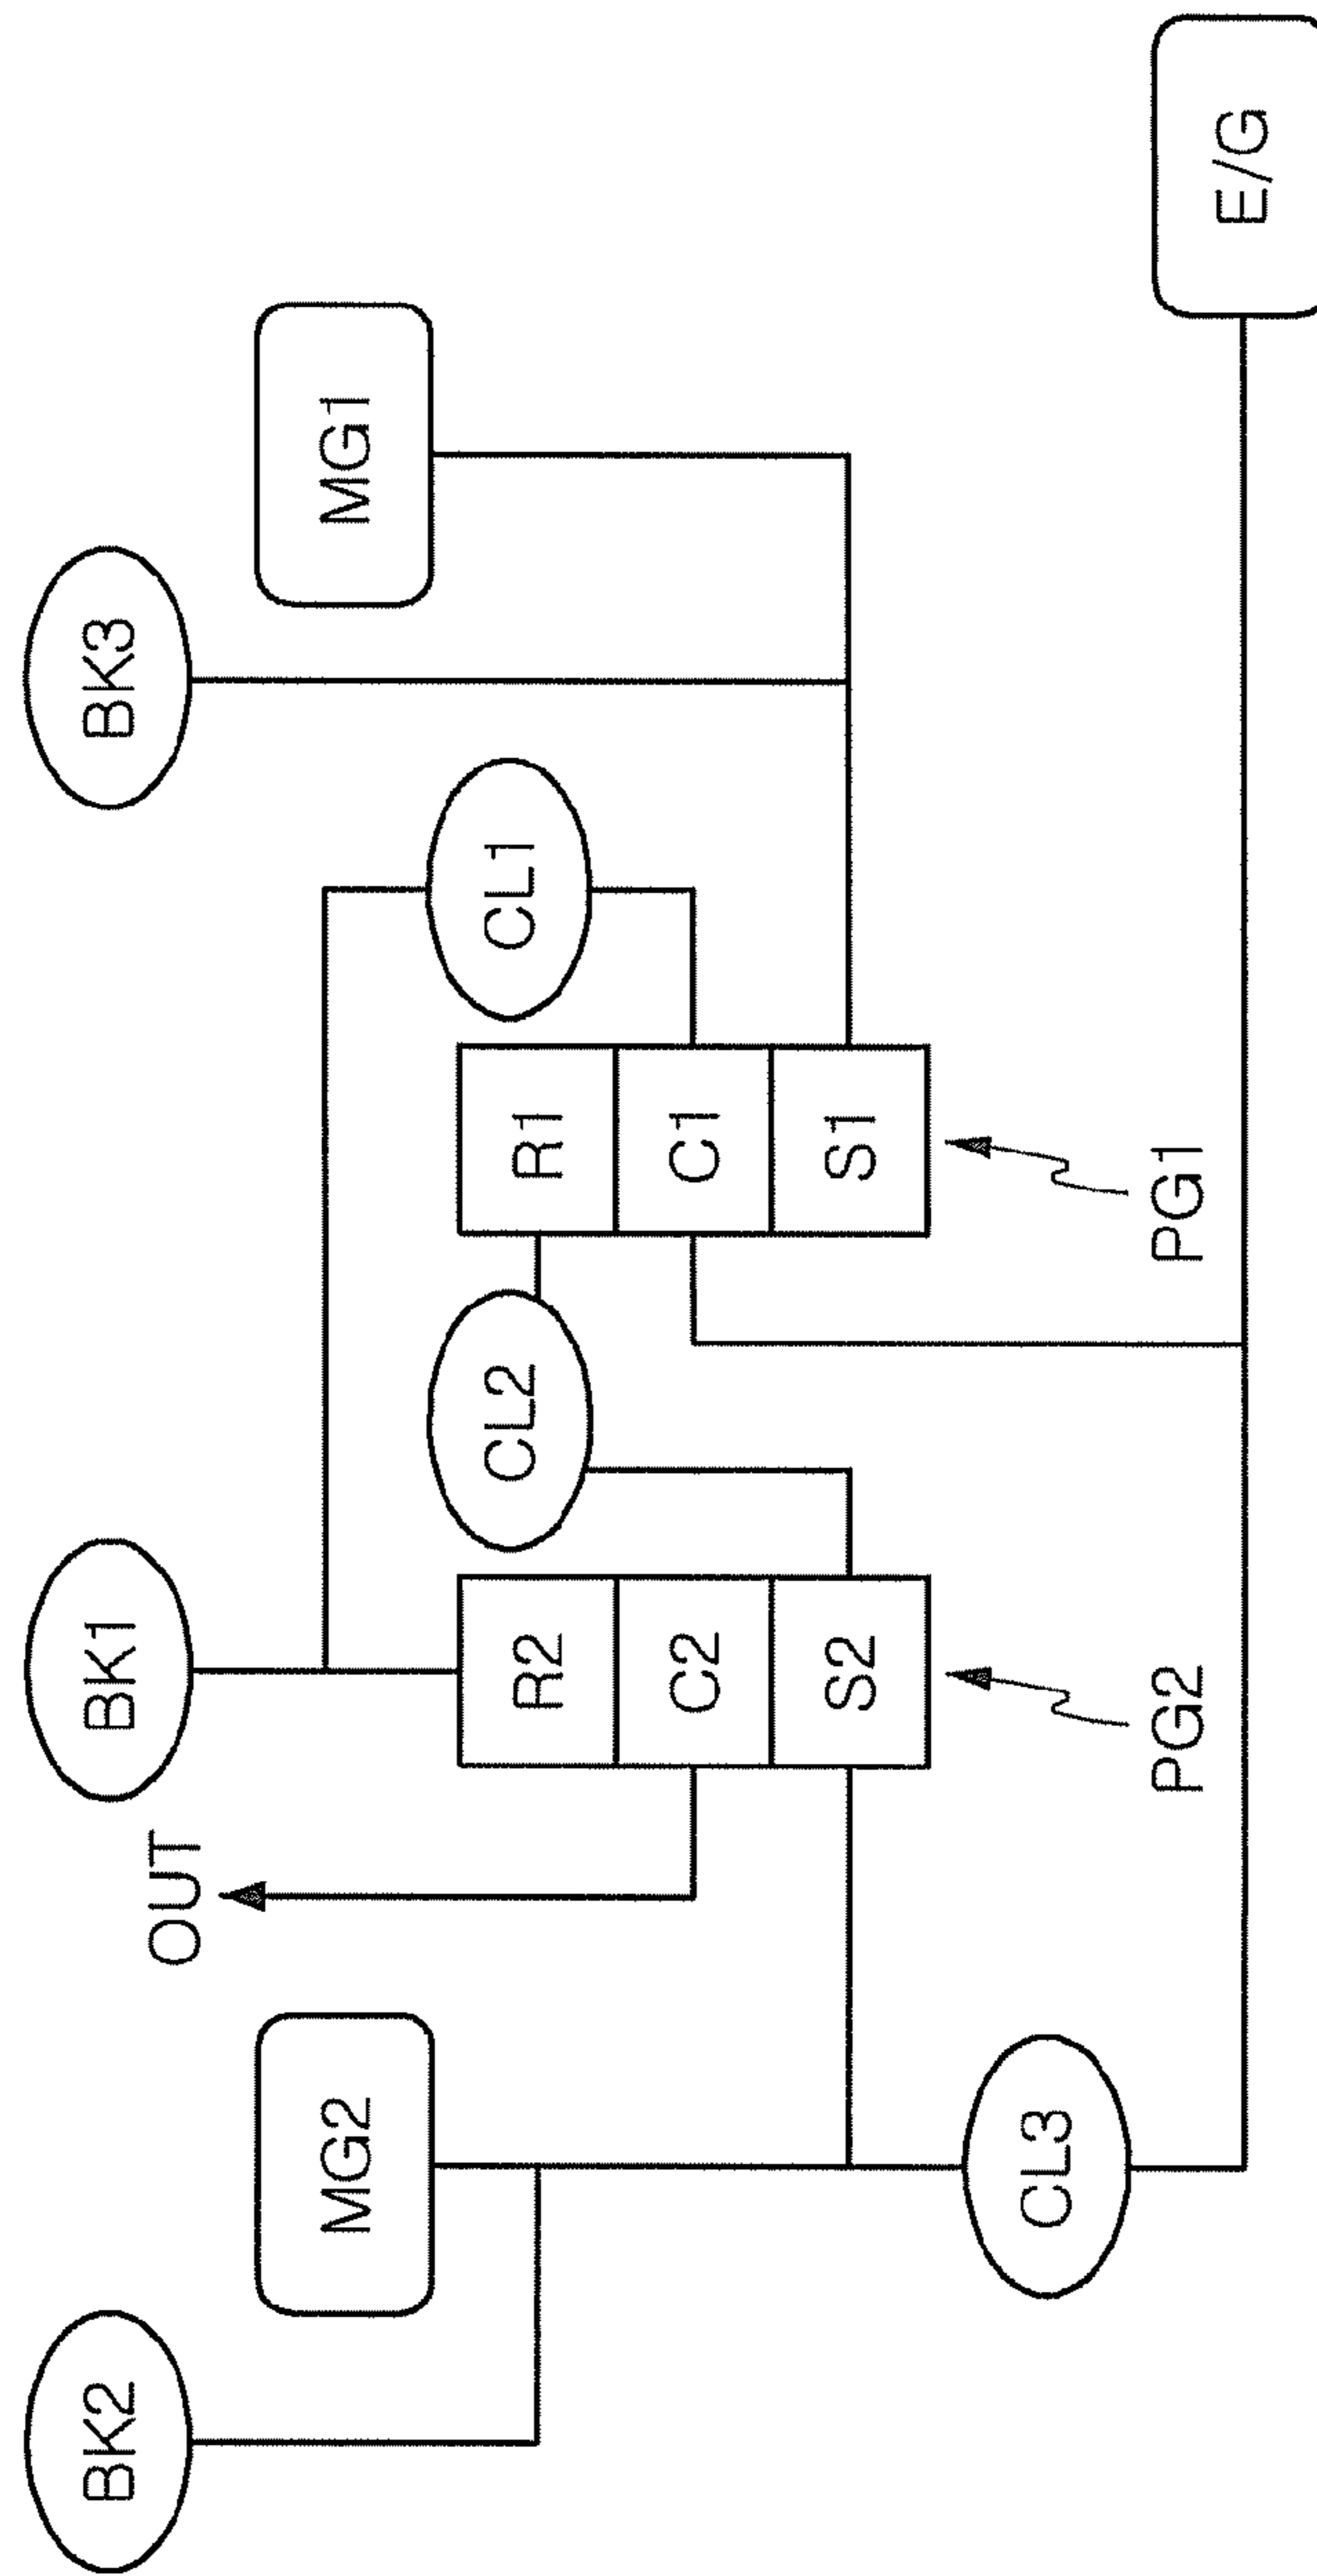 BK2
BK1
BK3
OUT
MG2
MG1
R2
C2
S2
CL2
R1
C1
S1
CL1
CL3
PG2
PG1
E/G